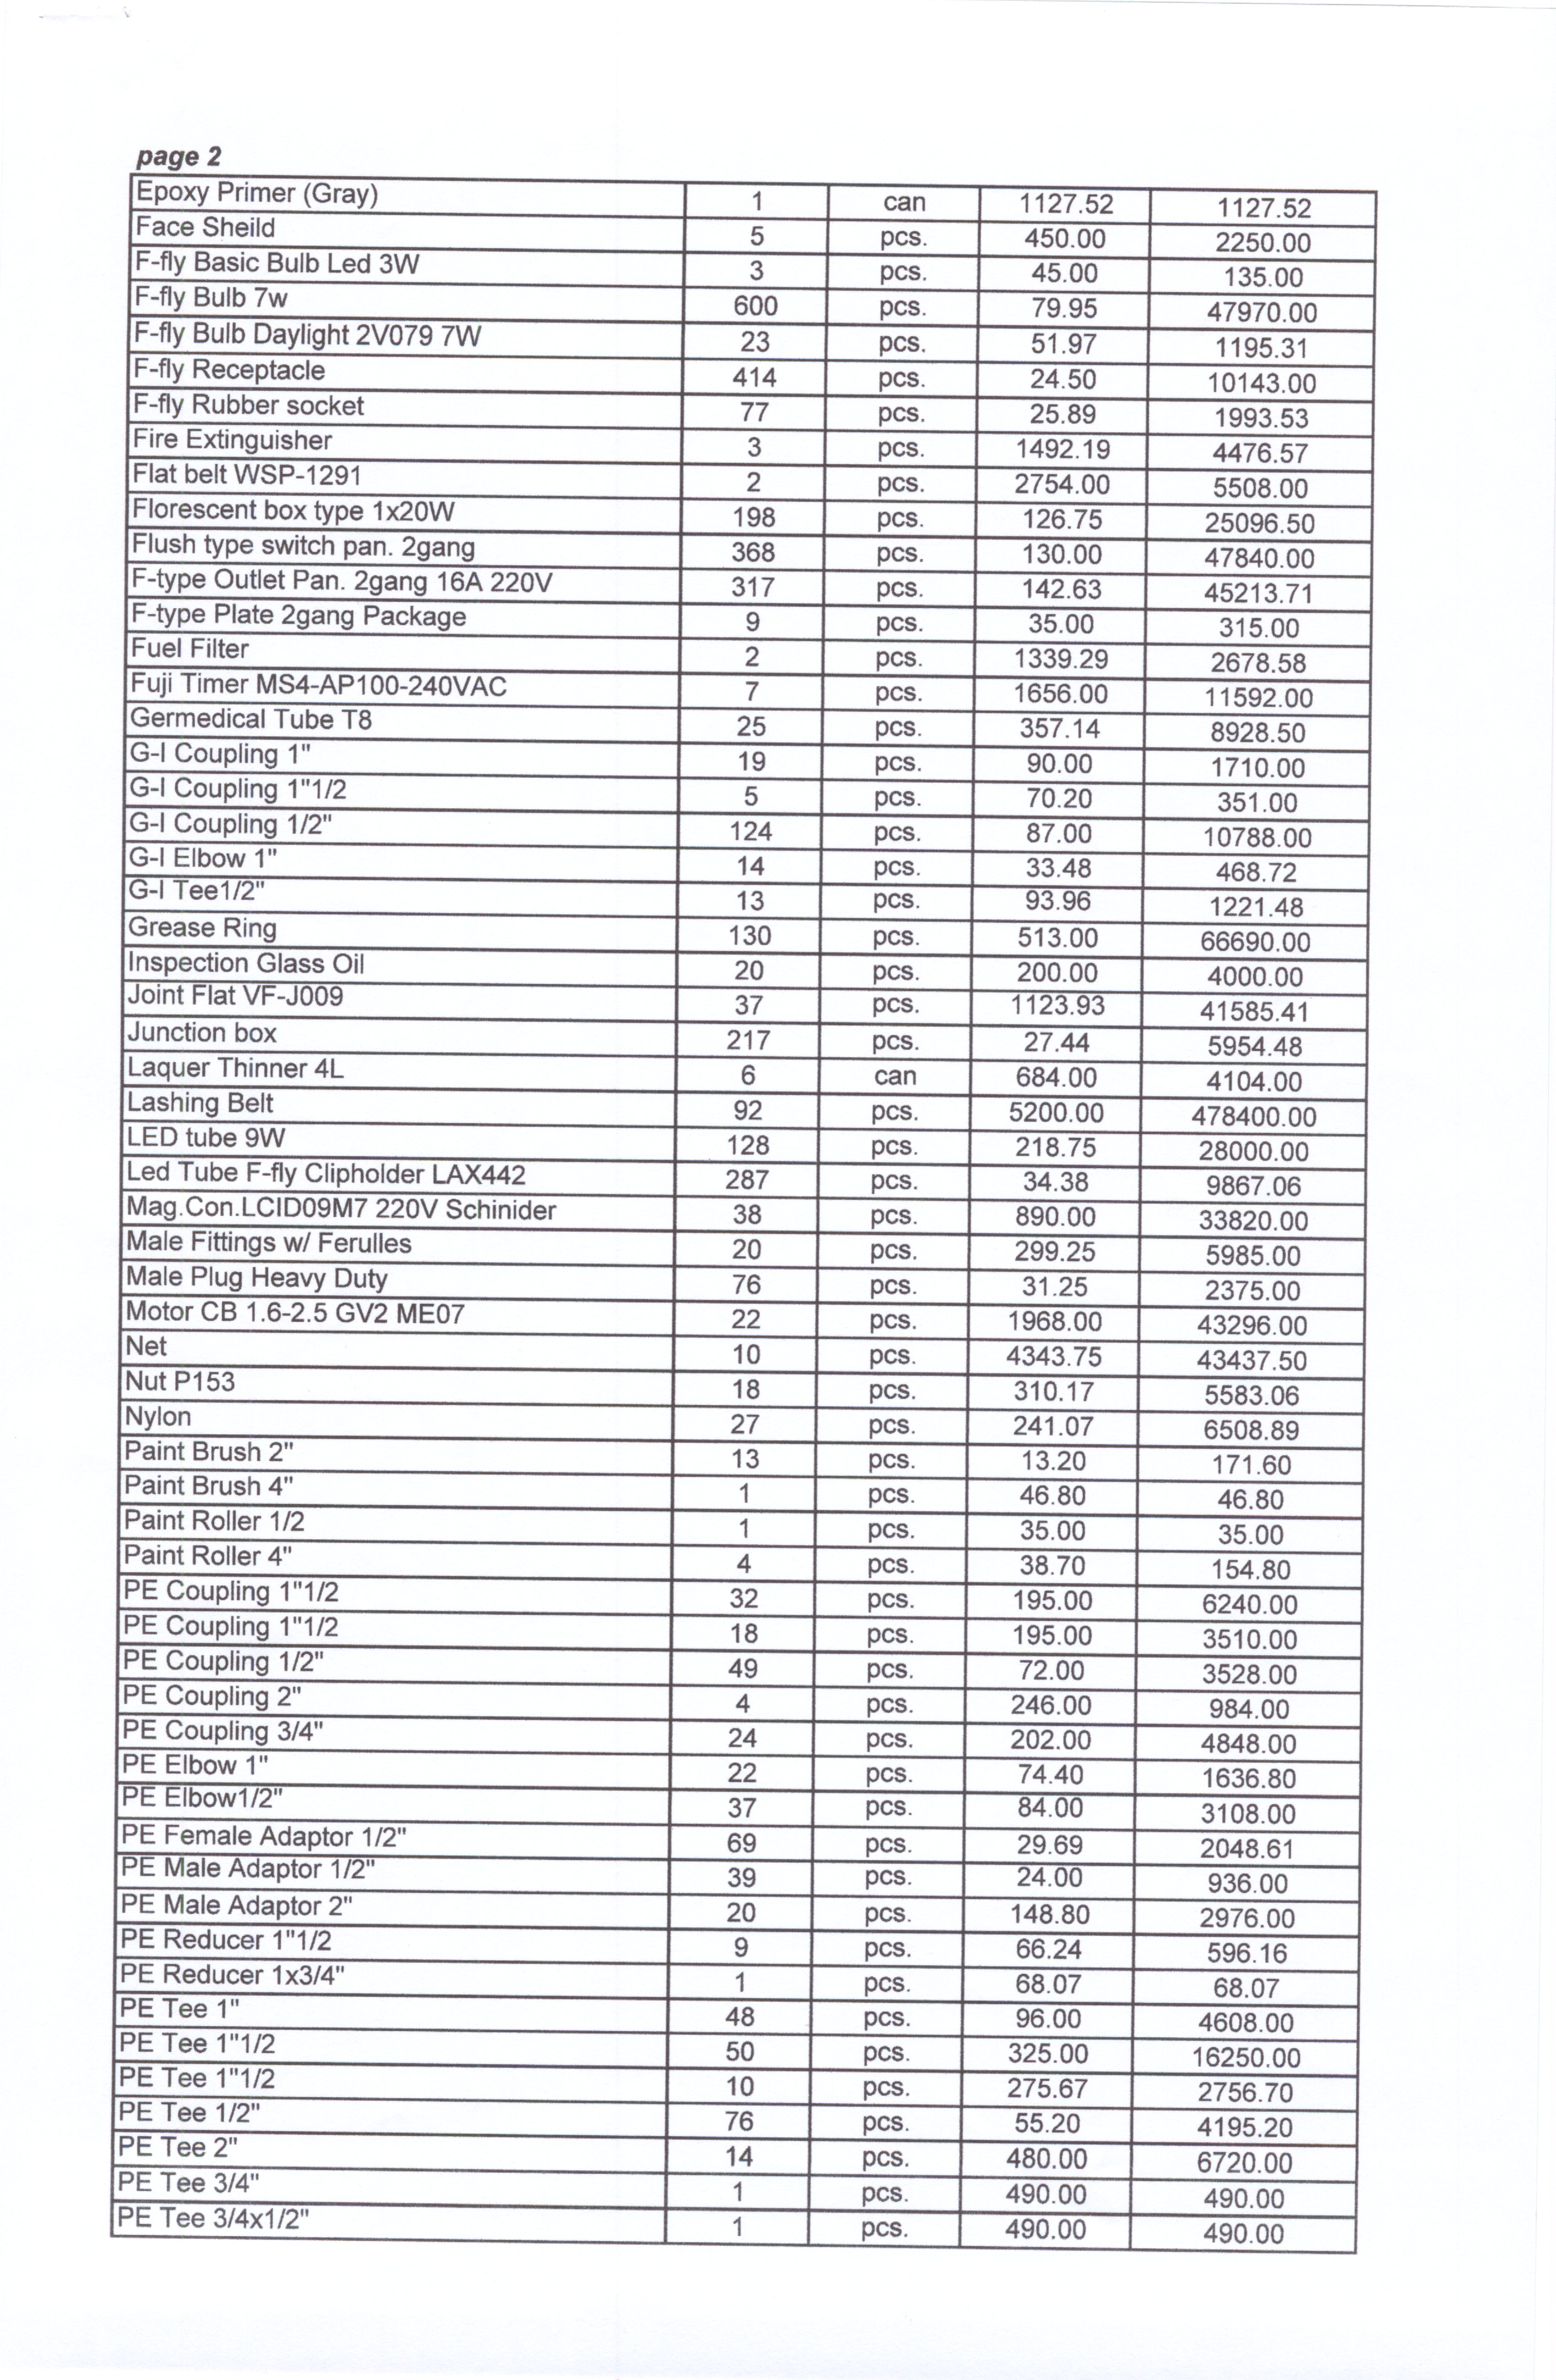 page 2
Epoxy Primer (Gray) 1 can 1127.52 1127.52
Face Sheild 5 pcs. 450.00 2250.00
F-fly Basic Bulb Led 3W 3 pcs. 45.00 135.00
F-fly Bulb 7w 600 pcs. 79.95 47970.00
F-fly Bulb Daylight 2V079 7W 23 pcs. 51.97 1195.31
F-fly Receptacle 414 pcs. 24.50 10143.00
F-fly Rubber socket 77 pcs. 25.89 1993.53
Fire Extinguisher 3 pcs. 1492.19 4476.57
Flat belt WSP-1291 2 pcs. 2754.00 5508.00
Florescent box type 1x20W 198 pcs. 126.75 25096.50
Flush type switch pan. 2gang 368 pcs. 130.00 47840.00
F-type Outlet Pan. 2gang 16A 220V 317 pcs. 142.63 45213.71
F-type Plate 2gang Package 9 pcs. 35.00 315.00
Fuel Filter 2 pcs. 1339.29 2678.58
Fuji Timer MS4-AP100-240VAC 7 pcs. 1656.00 11592.00
Germedical Tube T8 25 pcs. 357.14 8928.50
G-I Coupling 1" 19 pcs. 90.00 1710.00
G-I Coupling 1"1/2 5 pcs. 70.20 351.00
G-I Coupling 1/2" 124 pcs. 87.00 10788.00
G-I Elbow 1" 14 pcs. 33.48 468.72
G-I Tee1/2" 13 pcs. 93.96 1221.48
Grease Ring 130 pcs. 513.00 66690.00
Inspection Glass Oil 20 pcs. 200.00 4000.00
Joint Flat VF-J009 37 pcs. 1123.93 41585.41
Junction box 217 pcs. 27.44 5954.48
Laquer Thinner 4L 6 can 684.00 4104.00
Lashing Belt 92 pcs. 5200.00 478400.00
LED tube 9W 128 pcs. 218.75 28000.00
Led Tube F-fly Clipholder LAX442 287 pcs. 34.38 9867.06
Mag.Con.LCID09M7 220V Schinider 38 pcs. 890.00 33820.00
Male Fittings w/ Ferulles 20 pcs. 299.25 5985.00
Male Plug Heavy Duty 76 pcs. 31.25 2375.00
Motor CB 1.6-2.5 GV2 ME07 22 pcs. 1968.00 43296.00
Net 10 pcs. 4343.75 43437.50
Nut P153 18 pcs. 310.17 5583.06
Nylon 27 pcs. 241.07 6508.89
Paint Brush 2" 13 pcs. 13.20 171.60
Paint Brush 4" 1 pcs. 46.80 46.80
Paint Roller 1/2 1 pcs. 35.00 35.00
Paint Roller 4" 4 pcs. 38.70 154.80
PE Coupling 1"1/2 32 pcs. 195.00 6240.00
PE Coupling 1"1/2 18 pcs. 195.00 3510.00
PE Coupling 1/2" 49 pcs. 72.00 3528.00
PE Coupling 2" 4 pcs. 246.00 984.00
PE Coupling 3/4" 24 pcs. 202.00 4848.00
PE Elbow 1" 22 pcs. 74.40 1636.80
PE Elbow1/2" 37 pcs. 84.00 3108.00
PE Female Adaptor 1/2" 69 pcs. 29.69 2048.61
PE Male Adaptor 1/2" 39 pcs. 24.00 936.00
PE Male Adaptor 2" 20 pcs. 148.80 2976.00
PE Reducer 1"1/2 9 pcs. 66.24 596.16
PE Reducer 1x3/4" 1 pcs. 68.07 68.07
PE Tee 1" 48 pcs. 96.00 4608.00
PE Tee 1"1/2 50 pcs. 325.00 16250.00
PE Tee 1"1/2 10 pcs. 275.67 2756.70
PE Tee 1/2" 76 pcs. 55.20 4195.20
PE Tee 2" 14 pcs. 480.00 6720.00
PE Tee 3/4" 1 pcs. 490.00 490.00
PE Tee 3/4x1/2" 1 pcs. 490.00 490.00